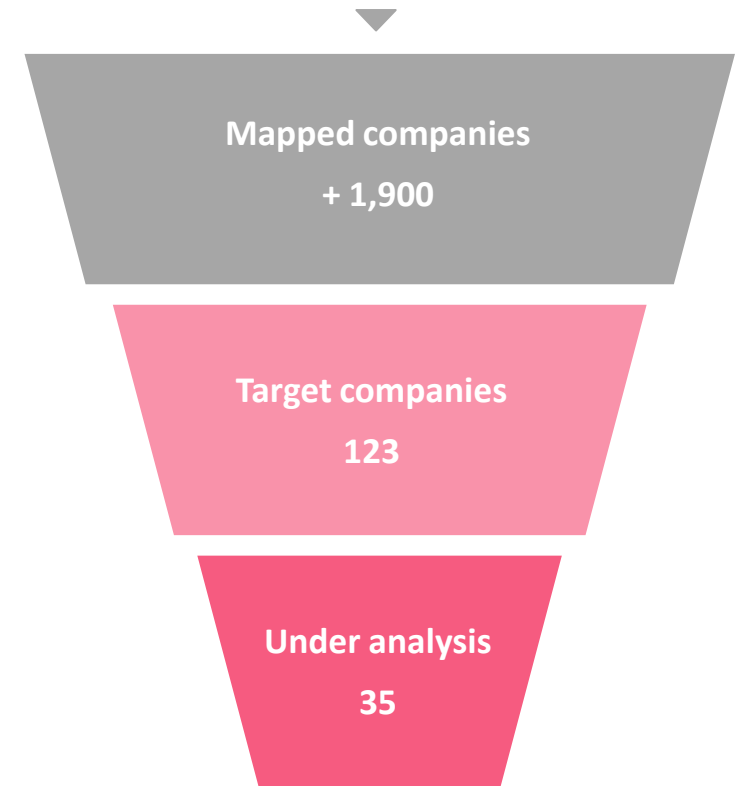 Mapped companies
+ 1,900
Target companies
123
Under analysis
35